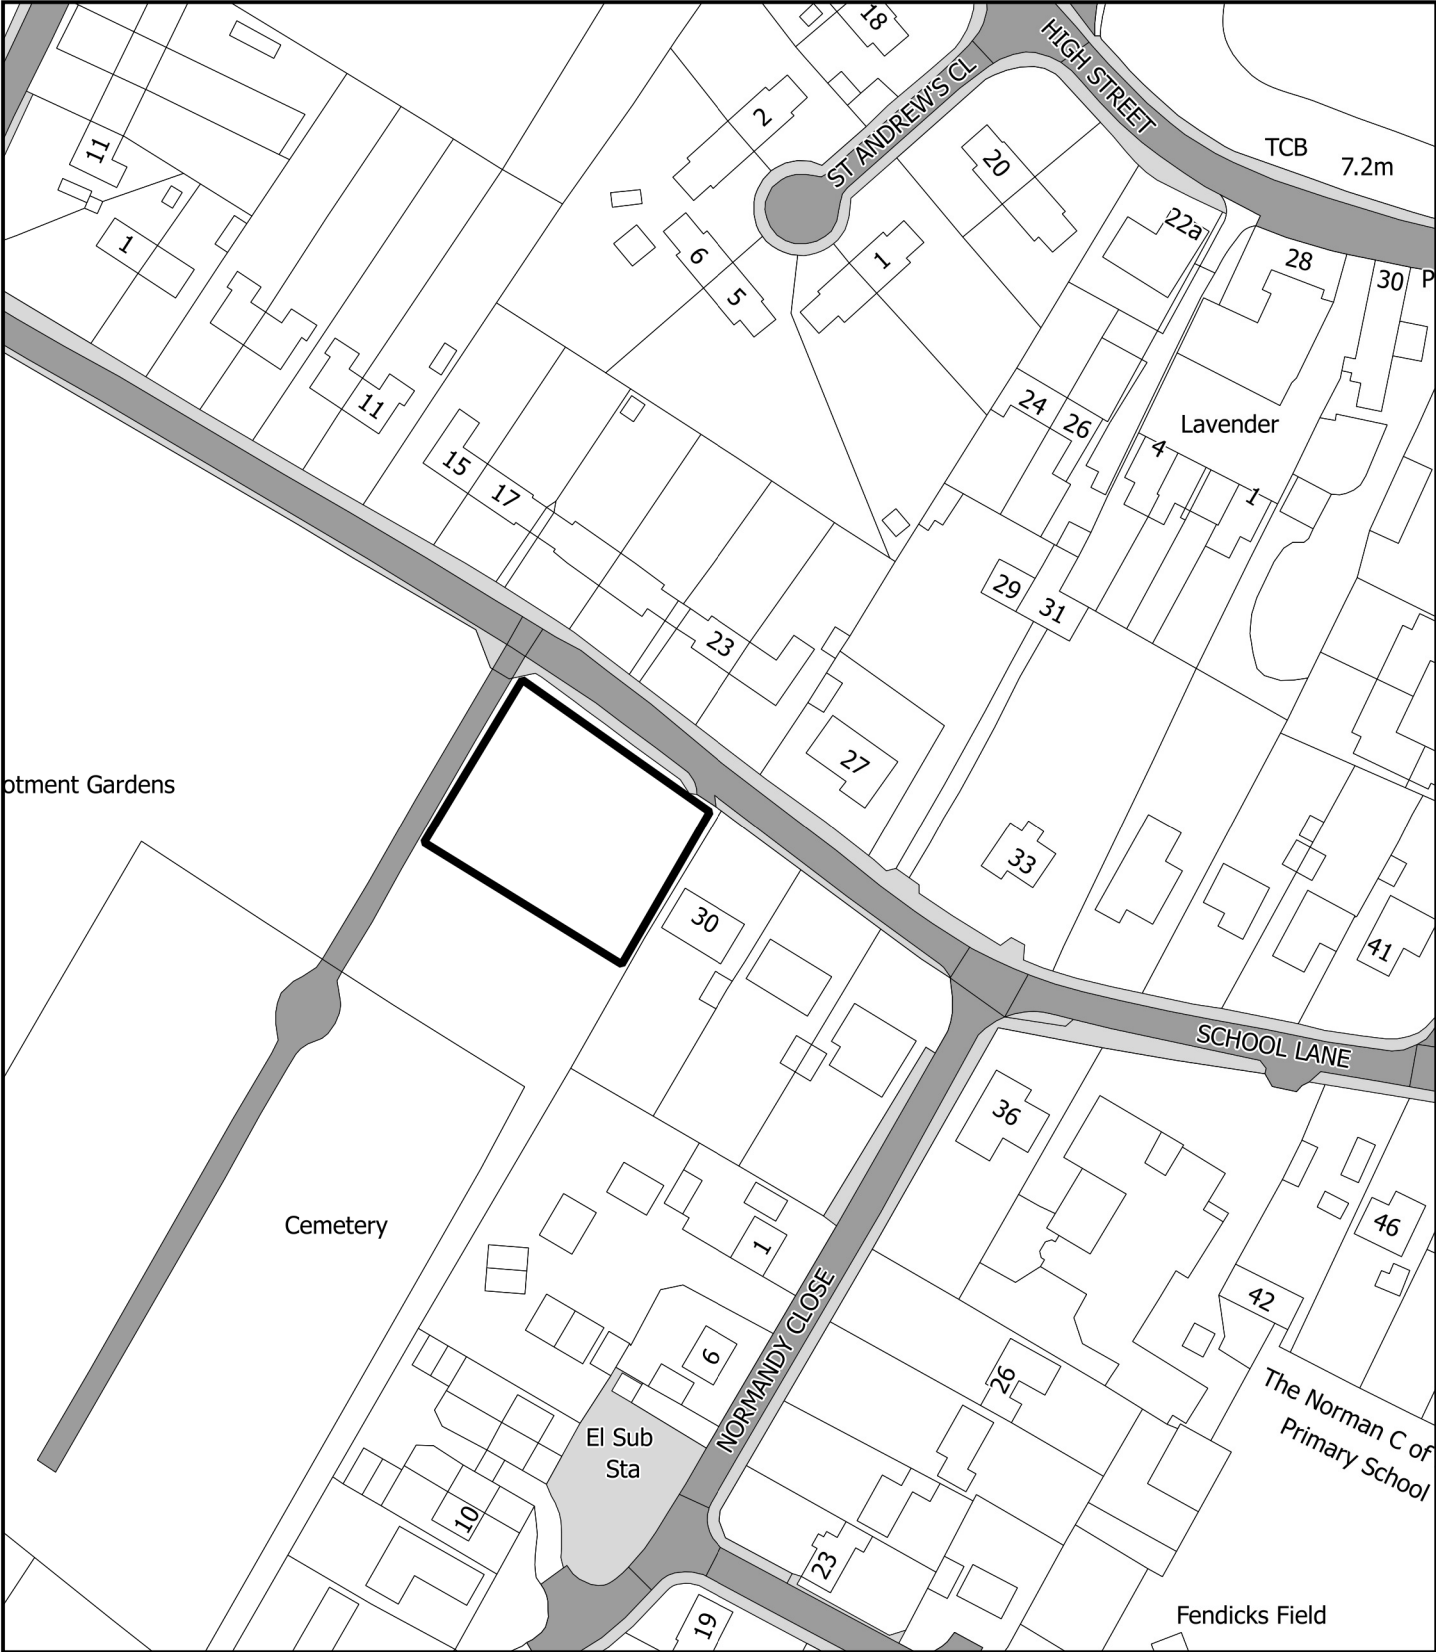 18
HIGH STREET
ST ANDREW'S CL
2
TCB
7.2m
11
20
22a
1
6
5
1
28
30
P
11
24
26
Lavender
4
1
15
17
29
31
23
27
otment Gardens
33
30
41
SCHOOL LANE
36
Cemetery
1
46
42
NORMANDY CLOSE
6
26
The Norman C of
Primary School
El Sub
Sta
10
23
19
Fendicks Field